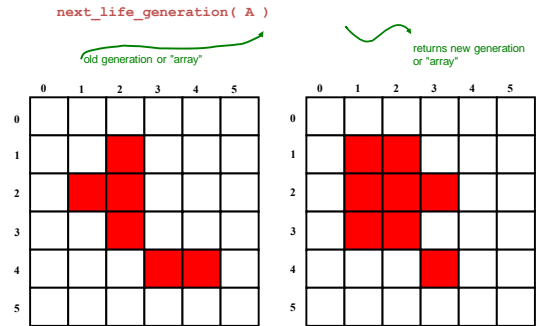 next_life_generation( A )
old generation or "array"
returns new generation
or "array"
0 1 2 3 4 5
0
1
2
3
4
5
0 1 2 3 4 5
0
1
2
3
4
5